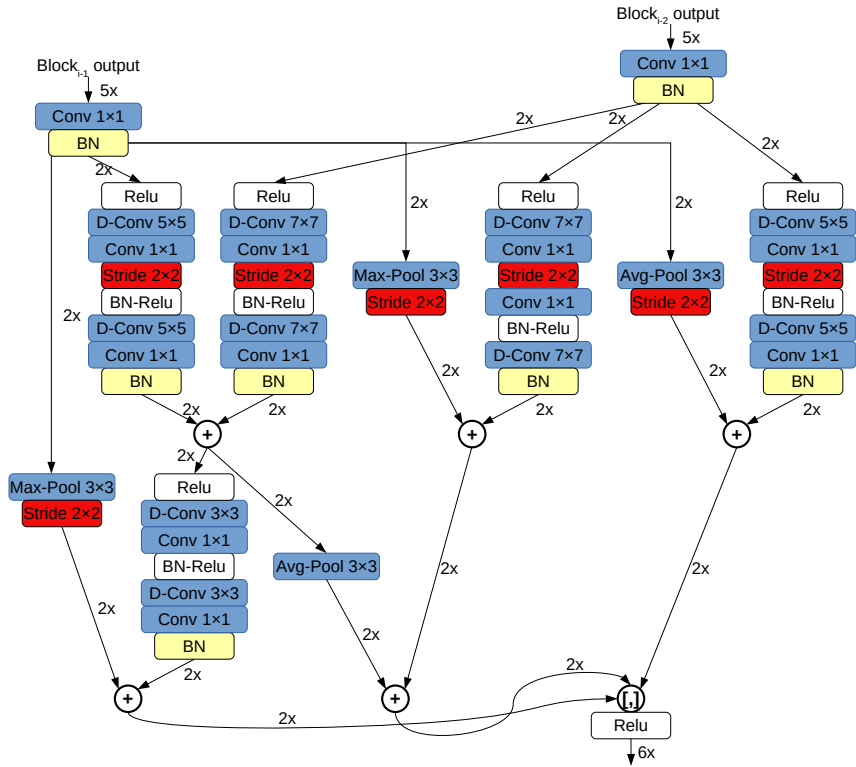 Block i-2 output
5x
Conv 1×1
BN
Block i-1 output
5x
Conv 1×1
BN
2x
2x
2x
2x
2x
2x
2x
Relu
D-Conv 5×5
Conv 1×1
Stride 2×2
BN-Relu
D-Conv 5×5
Conv 1×1
BN
Relu
D-Conv 7×7
Conv 1×1
Stride 2×2
BN-Relu
D-Conv 7×7
Conv 1×1
BN
Max-Pool 3×3
Stride 2×2
Relu
D-Conv 7×7
Conv 1×1
Stride 2×2
Conv 1×1
BN-Relu
D-Conv 7×7
BN
Avg-Pool 3×3
Stride 2×2
Relu
D-Conv 5×5
Conv 1×1
Stride 2×2
BN-Relu
D-Conv 5×5
Conv 1×1
BN
2x
2x
2x
2x
2x
2x
+
+
+
2x
2x
Max-Pool 3×3
Stride 2×2
Relu
D-Conv 3×3
Conv 1×1
BN-Relu
D-Conv 3×3
Conv 1×1
BN
Avg-Pool 3×3
2x
2x
2x
2x
2x
+
+
2x
2x
[,]
Relu
6x